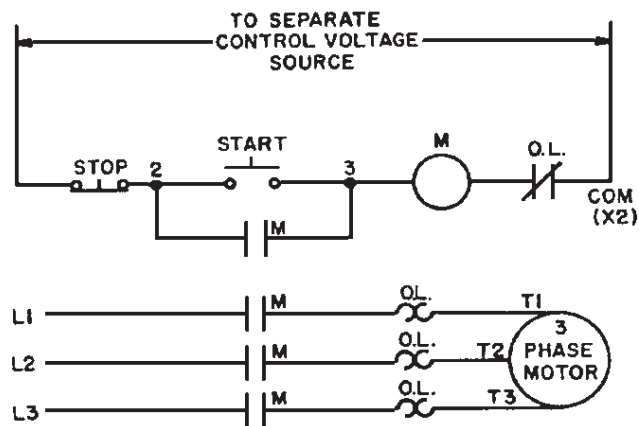 TO SEPARATE
CONTROL VOLTAGE
SOURCE
START
M
O.L.
STOP
2
3
COM
(X2)
M
L1
M
O.L.
T1
L2
M
O.L.
T2
3
PHASE
MOTOR
L3
M
O.L.
T3